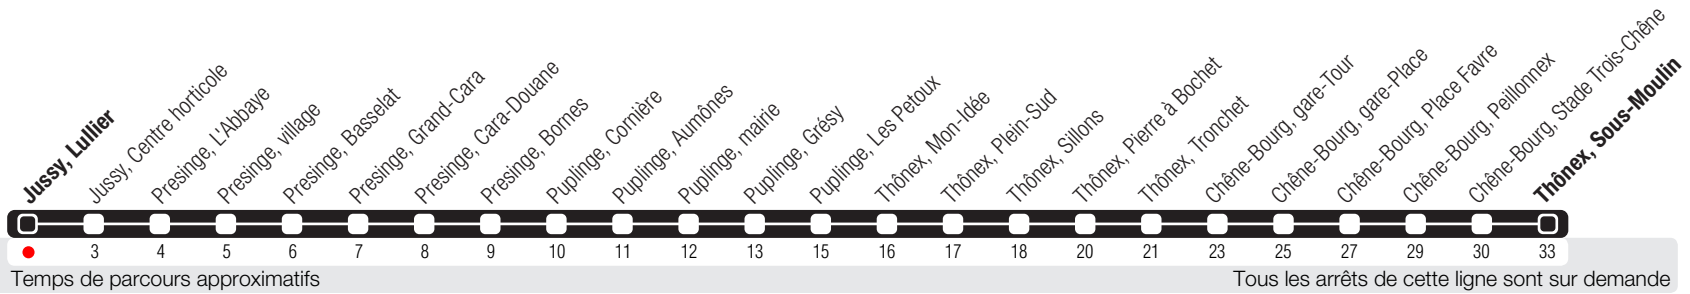 Jussy, Lullier
Jussy, Centre horticole
Presinge, L'Abbaye
Presinge, village
Presinge, Basselat
Presinge, Grand-Cara
Presinge, Cara-Douane
Presinge, Bornes
Puplinge, Cornière
Puplinge, Aumônes
Puplinge, mairie
Puplinge, Grésy
Puplinge, Les Petoux
Thônex, Mon-Idée
Thônex, Plein-Sud
Thônex, Sillons
Thônex, Pierre à Bochet
Thônex, Tronchet
Chêne-Bourg, gare-Tour
Chêne-Bourg, gare-Place
Chêne-Bourg, Place Favre
Chêne-Bourg, Peillonnex
Chêne-Bourg, Stade Trois-Chêne
Thônex, Sous-Moulin
3 4 5 6 7 8 9 10 11 12 13 15 16 17 18 20 21 23 25 27 29 30 33
Temps de parcours approximatifs
Tous les arrêts de cette ligne sont sur demande